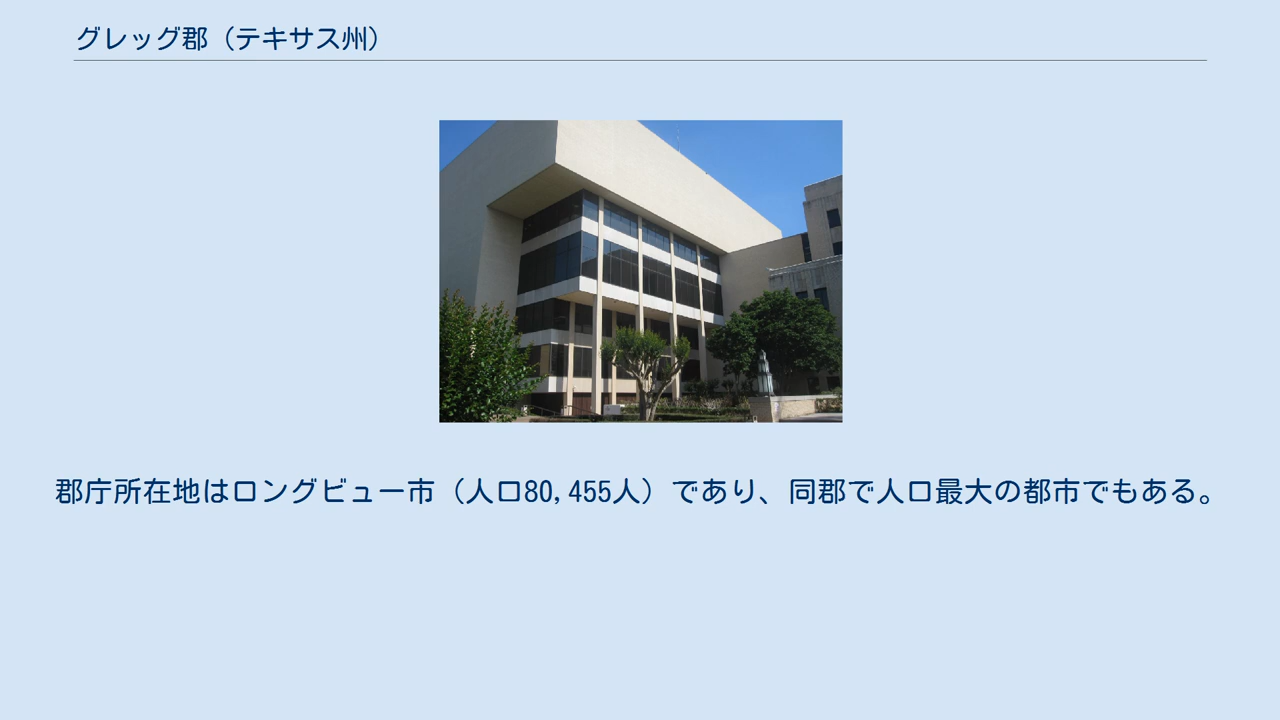 グレッグ郡（テキサス州）
郡庁所在地はロングビュー市（人口80,455人）であり、同郡で人口最大の都市でもある。